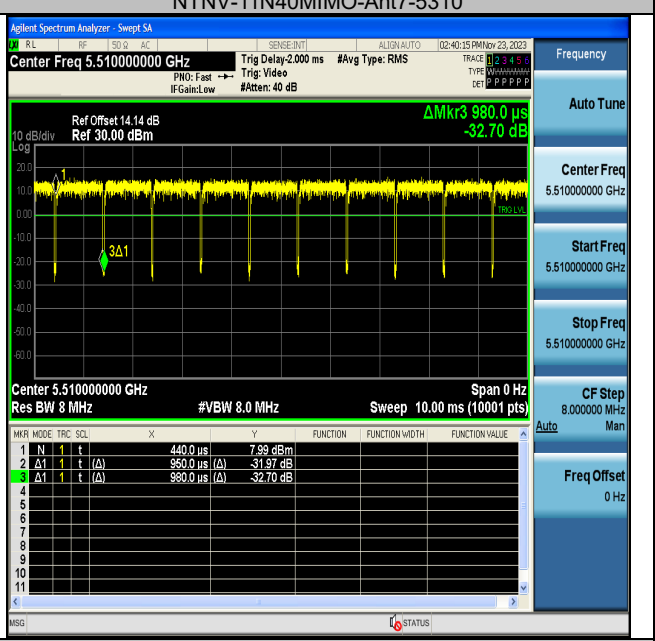 NTNV-11N40MIMO-Ant7-5310
Agilent Spectrum Analyzer - Swept SA
RL RF 50 Ω AC SENSE:INT ALIGN AUTO 02:40:15 PM Nov 23, 2023
Center Freq 5.510000000 GHz
PNO: Fast
IFGain:Low
Trig Delay-2.000 ms
Trig: Video
#Atten: 40 dB
#Avg Type: RMS
TRACE 1 2 3 4 5 6
TYPE WWWWWW
DET P P P P P P
ΔMkr3 980.0 µs
-32.70 dB
Ref Offset 14.14 dB
10 dB/div Ref 30.00 dBm
Log
20.0
10.0
0.00
-10.0
-20.0
-30.0
-40.0
-50.0
-60.0
1
3Δ1
TRIG LVL
Center 5.510000000 GHz Span 0 Hz
Res BW 8 MHz #VBW 8.0 MHz Sweep 10.00 ms (10001 pts)
MKR MODE TRC SCL X Y FUNCTION FUNCTION WIDTH FUNCTION VALUE
1 N 1 t 440.0 µs 7.99 dBm
2 Δ1 1 t (Δ) 950.0 µs (Δ) -31.97 dB
3 Δ1 1 t (Δ) 980.0 µs (Δ) -32.70 dB
4
5
6
7
8
9
10
11
MSG STATUS
Frequency
Auto Tune
Center Freq
5.510000000 GHz
Start Freq
5.510000000 GHz
Stop Freq
5.510000000 GHz
CF Step
8.000000 MHz
Auto Man
Freq Offset
0 Hz